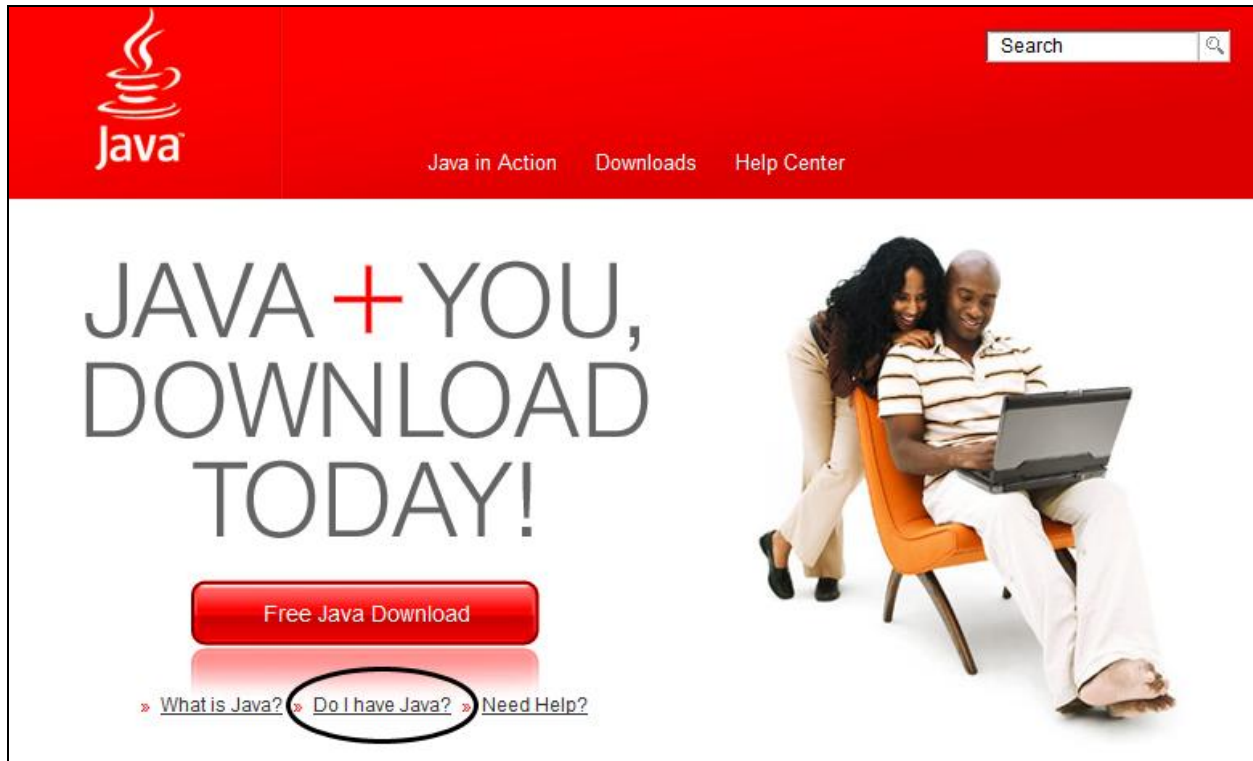 Java™
Search
Java in Action Downloads Help Center
JAVA + YOU,
DOWNLOAD
TODAY!
Free Java Download
» What is Java? » Do I have Java? » Need Help?